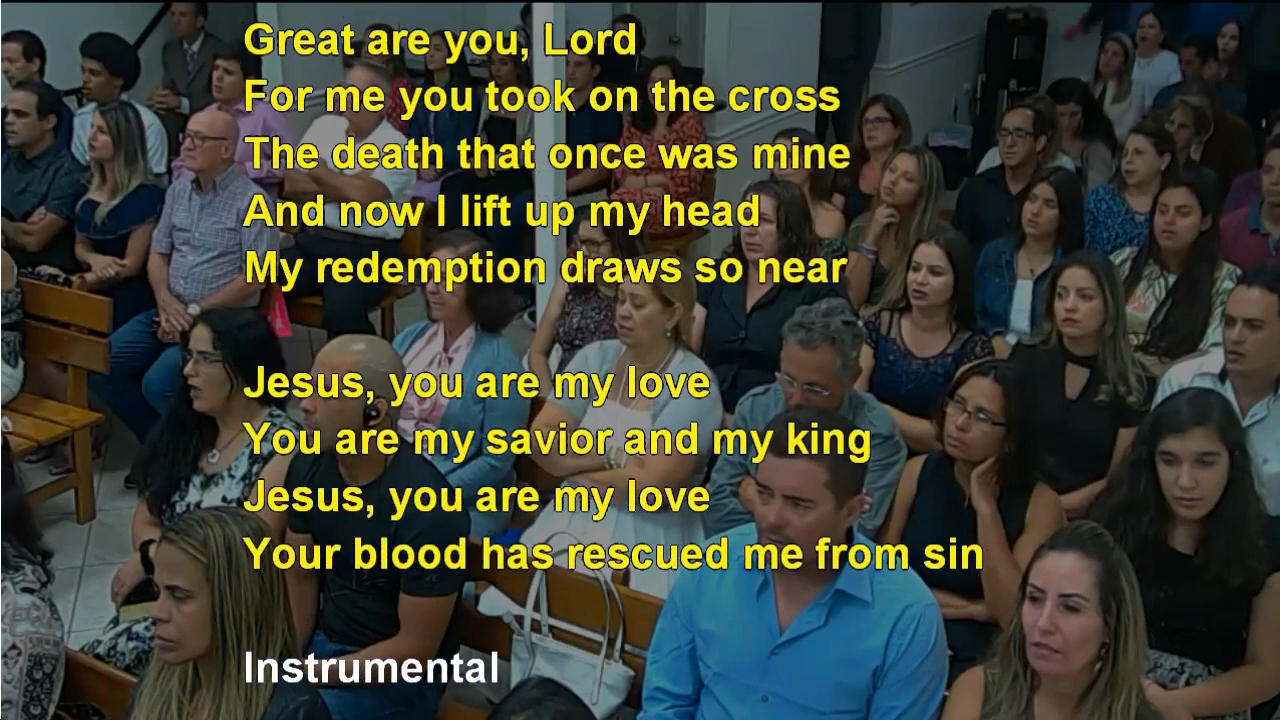 Great are you, Lord
For me you took on the cross
The death that once was mine
And now I lift up my head
My redemption draws so near
Jesus, you are my love
You are my savior and my king
Jesus, you are my love
Your blood has rescued me from sin
Instrumental